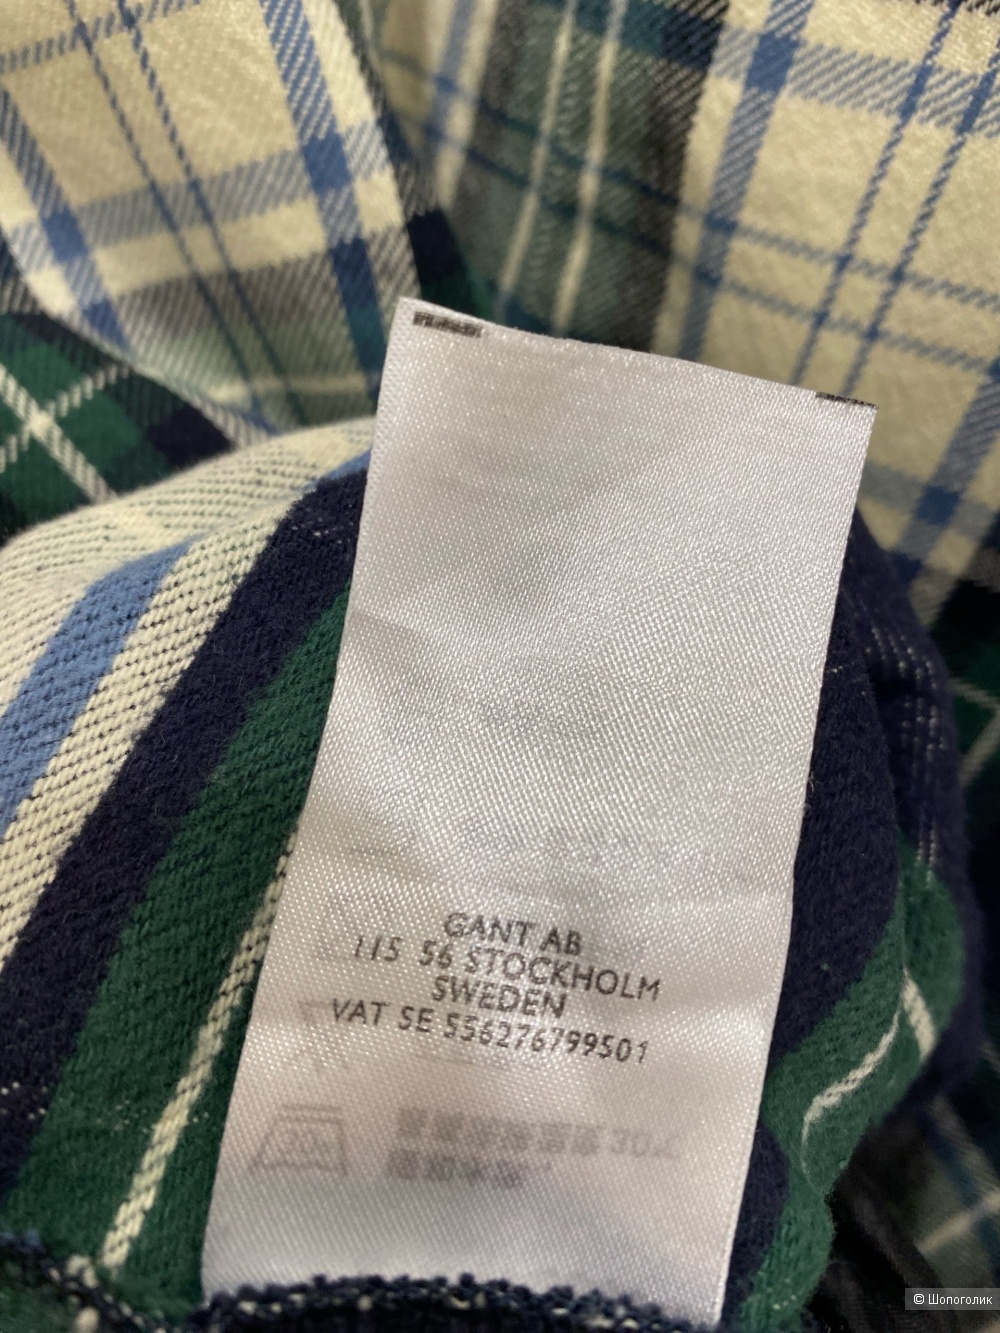 GANT AB
115 56 STOCKHOLM
SWEDEN
VAT SE 556276799501
© Шопоголик